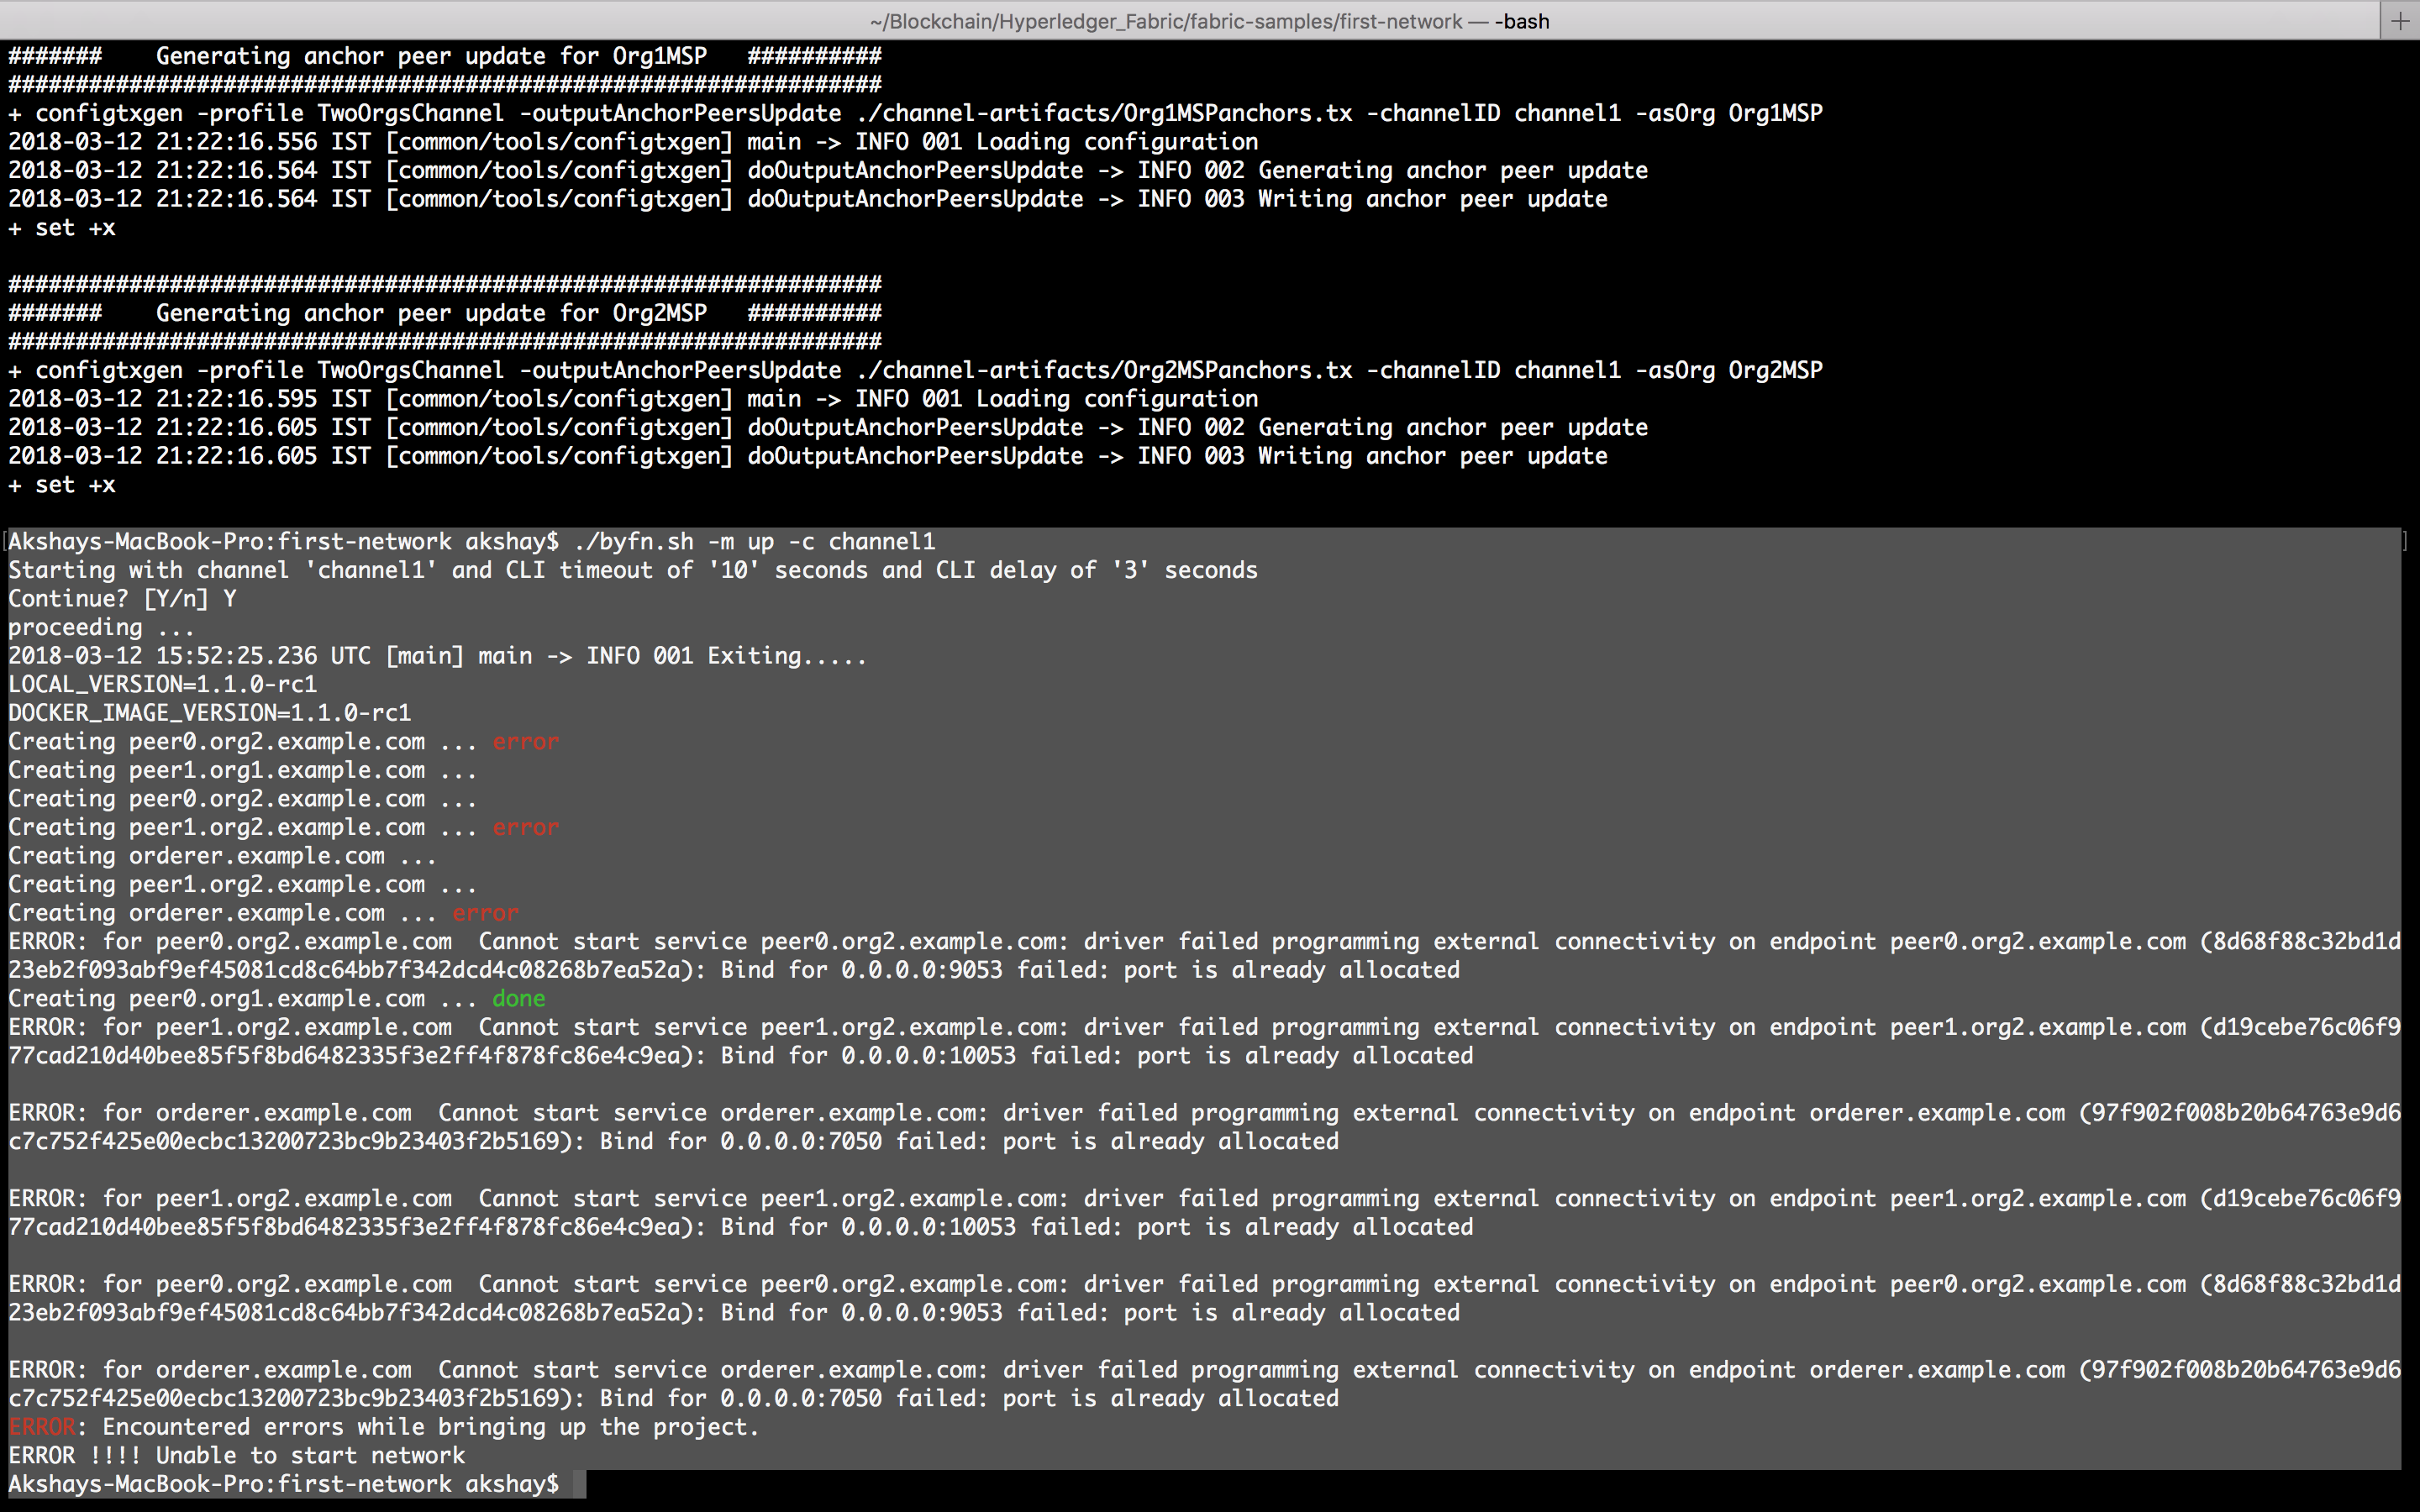 ~/Blockchain/Hyperledger_Fabric/fabric-samples/first-network — -bash
+
#######    Generating anchor peer update for Org1MSP   ##########
#################################################################
+ configtxgen -profile TwoOrgsChannel -outputAnchorPeersUpdate ./channel-artifacts/Org1MSPanchors.tx -channelID channel1 -asOrg Org1MSP
2018-03-12 21:22:16.556 IST [common/tools/configtxgen] main -> INFO 001 Loading configuration
2018-03-12 21:22:16.564 IST [common/tools/configtxgen] doOutputAnchorPeersUpdate -> INFO 002 Generating anchor peer update
2018-03-12 21:22:16.564 IST [common/tools/configtxgen] doOutputAnchorPeersUpdate -> INFO 003 Writing anchor peer update
+ set +x
#################################################################
#######    Generating anchor peer update for Org2MSP   ##########
#################################################################
+ configtxgen -profile TwoOrgsChannel -outputAnchorPeersUpdate ./channel-artifacts/Org2MSPanchors.tx -channelID channel1 -asOrg Org2MSP
2018-03-12 21:22:16.595 IST [common/tools/configtxgen] main -> INFO 001 Loading configuration
2018-03-12 21:22:16.605 IST [common/tools/configtxgen] doOutputAnchorPeersUpdate -> INFO 002 Generating anchor peer update
2018-03-12 21:22:16.605 IST [common/tools/configtxgen] doOutputAnchorPeersUpdate -> INFO 003 Writing anchor peer update
+ set +x
[Akshays-MacBook-Pro:first-network akshay$ ./byfn.sh -m up -c channel1 ]
Starting with channel 'channel1' and CLI timeout of '10' seconds and CLI delay of '3' seconds
Continue? [Y/n] Y
proceeding ...
2018-03-12 15:52:25.236 UTC [main] main -> INFO 001 Exiting.....
LOCAL_VERSION=1.1.0-rc1
DOCKER_IMAGE_VERSION=1.1.0-rc1
Creating peer0.org2.example.com ... error
Creating peer1.org1.example.com ...
Creating peer0.org2.example.com ...
Creating peer1.org2.example.com ... error
Creating orderer.example.com ...
Creating peer1.org2.example.com ...
Creating orderer.example.com ... error
ERROR: for peer0.org2.example.com  Cannot start service peer0.org2.example.com: driver failed programming external connectivity on endpoint peer0.org2.example.com (8d68f88c32bd1d
23eb2f093abf9ef45081cd8c64bb7f342dcd4c08268b7ea52a): Bind for 0.0.0.0:9053 failed: port is already allocated
Creating peer0.org1.example.com ... done
ERROR: for peer1.org2.example.com  Cannot start service peer1.org2.example.com: driver failed programming external connectivity on endpoint peer1.org2.example.com (d19cebe76c06f9
77cad210d40bee85f5f8bd6482335f3e2ff4f878fc86e4c9ea): Bind for 0.0.0.0:10053 failed: port is already allocated
ERROR: for orderer.example.com  Cannot start service orderer.example.com: driver failed programming external connectivity on endpoint orderer.example.com (97f902f008b20b64763e9d6
c7c752f425e00ecbc13200723bc9b23403f2b5169): Bind for 0.0.0.0:7050 failed: port is already allocated
ERROR: for peer1.org2.example.com  Cannot start service peer1.org2.example.com: driver failed programming external connectivity on endpoint peer1.org2.example.com (d19cebe76c06f9
77cad210d40bee85f5f8bd6482335f3e2ff4f878fc86e4c9ea): Bind for 0.0.0.0:10053 failed: port is already allocated
ERROR: for peer0.org2.example.com  Cannot start service peer0.org2.example.com: driver failed programming external connectivity on endpoint peer0.org2.example.com (8d68f88c32bd1d
23eb2f093abf9ef45081cd8c64bb7f342dcd4c08268b7ea52a): Bind for 0.0.0.0:9053 failed: port is already allocated
ERROR: for orderer.example.com  Cannot start service orderer.example.com: driver failed programming external connectivity on endpoint orderer.example.com (97f902f008b20b64763e9d6
c7c752f425e00ecbc13200723bc9b23403f2b5169): Bind for 0.0.0.0:7050 failed: port is already allocated
ERROR: Encountered errors while bringing up the project.
ERROR !!!! Unable to start network
Akshays-MacBook-Pro:first-network akshay$